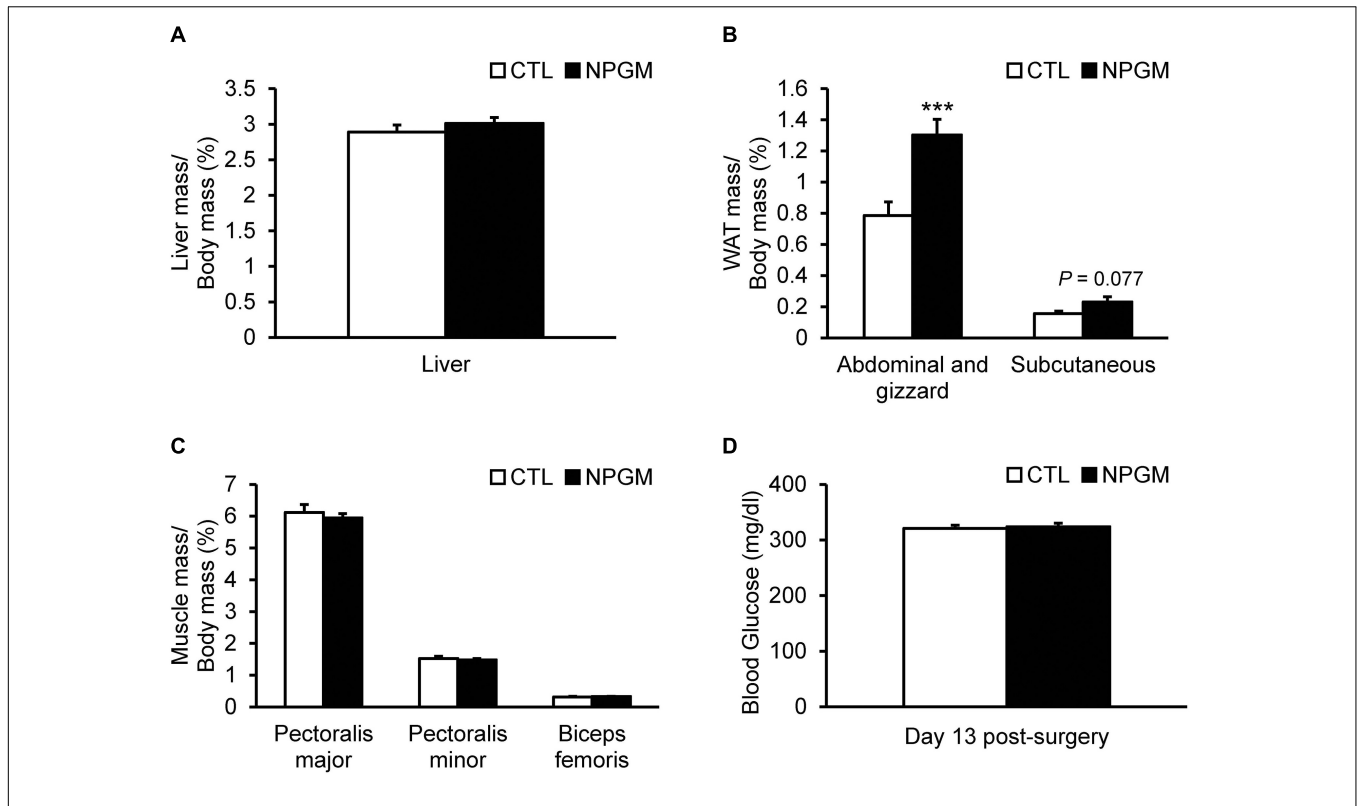 A
CTL NPGM
Liver mass/
Body mass (%)
3.5
3
2.5
2
1.5
1
0.5
0
Liver
B
CTL NPGM
WAT mass/
Body mass (%)
1.6
1.4
1.2
1
0.8
0.6
0.4
0.2
0
***
P = 0.077
Abdominal and
gizzard
Subcutaneous
C
CTL NPGM
Muscle mass/
Body mass (%)
7
6
5
4
3
2
1
0
Pectoralis
major
Pectoralis
minor
Biceps
femoris
D
CTL NPGM
Blood Glucose (mg/dl)
400
300
200
100
0
Day 13 post-surgery